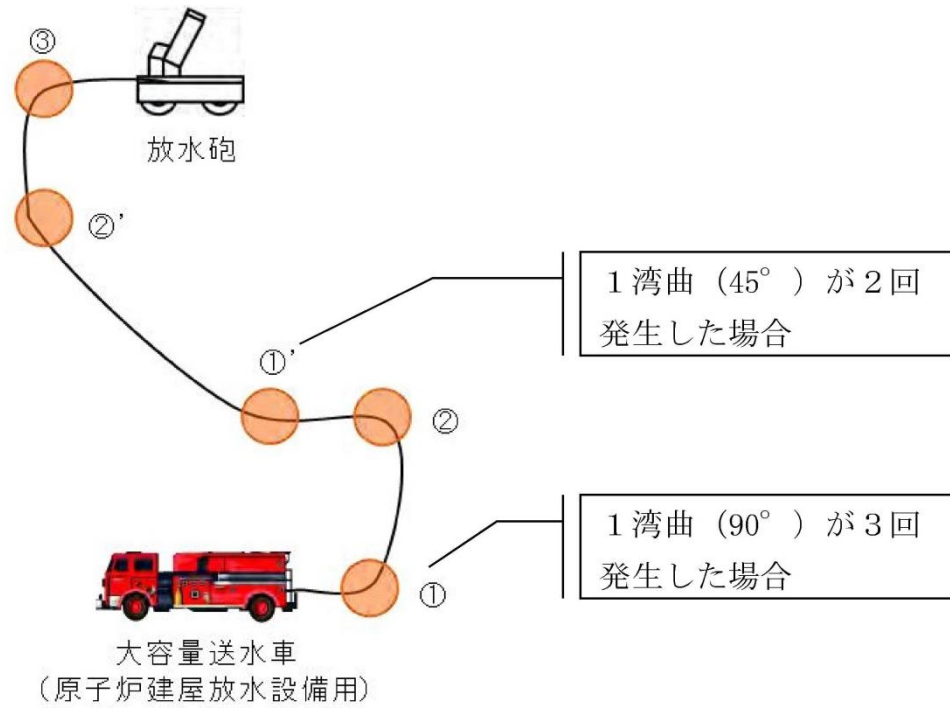 ③
放水砲
②'
1湾曲（45°）が2回
発生した場合
①'
②
1湾曲（90°）が3回
発生した場合
①
大容量送水車
（原子炉建屋放水設備用）